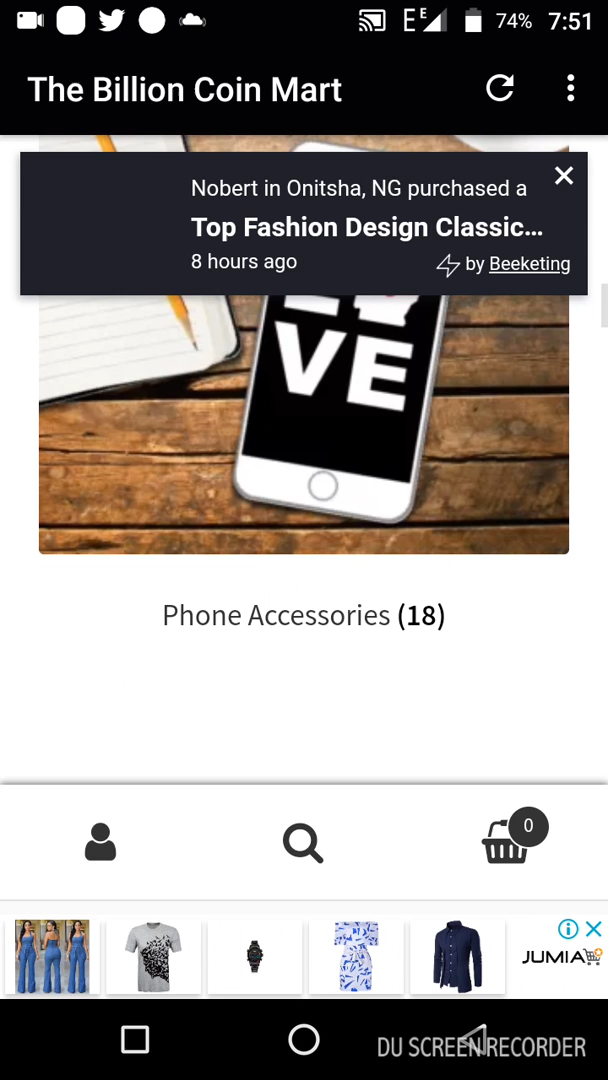 E E 74% 7:51
The Billion Coin Mart
Nobert in Onitsha, NG purchased a
Top Fashion Design Classic...
8 hours ago
by Beeketing
VE
Phone Accessories (18)
0
JUMIA
DU SCREEN RECORDER